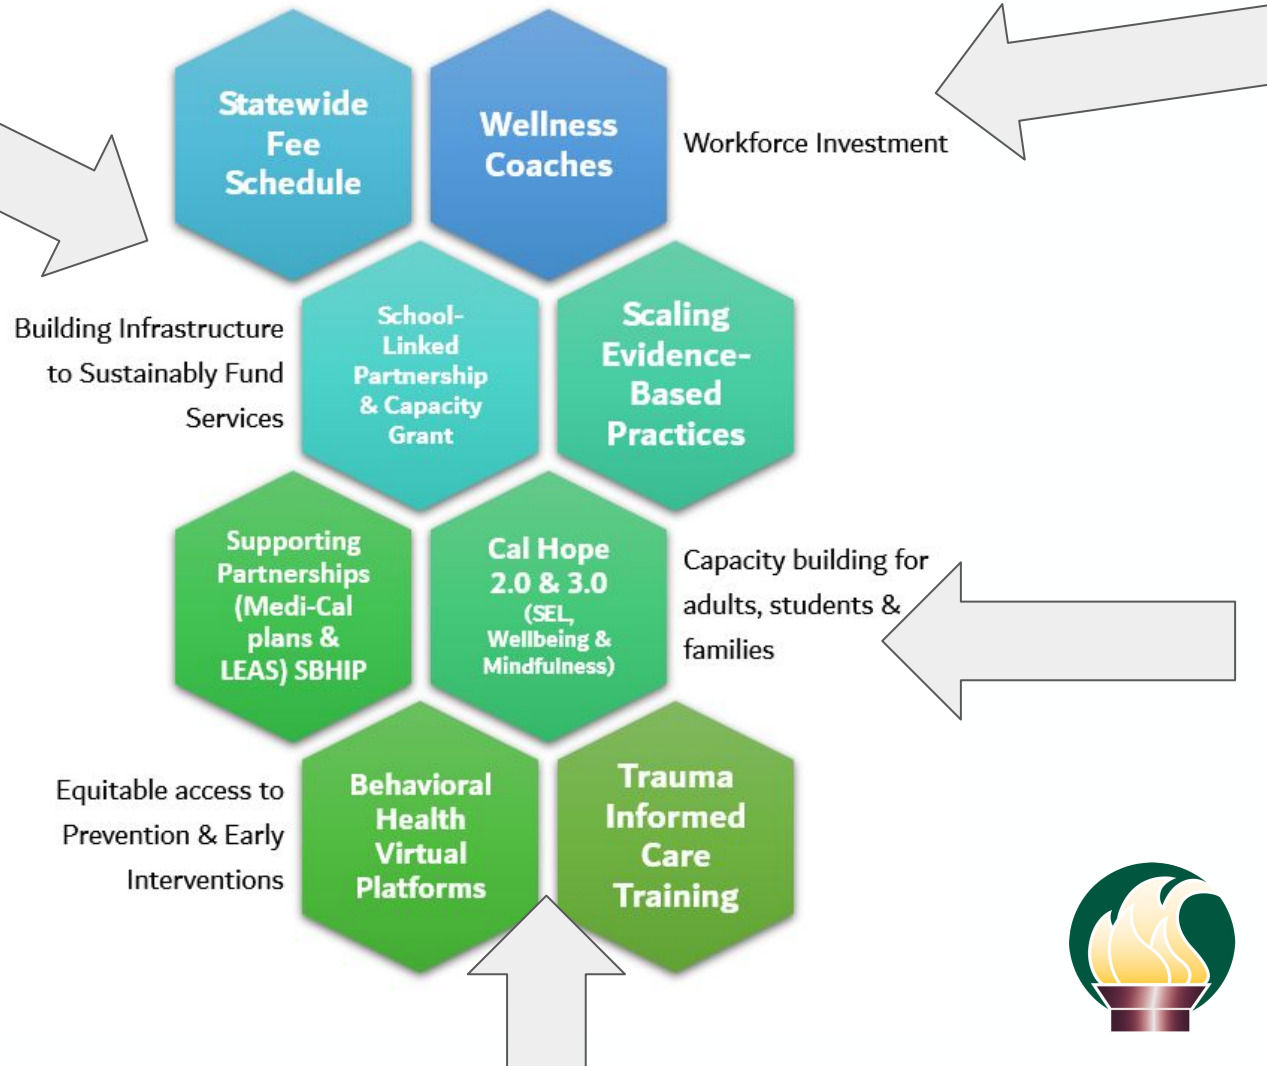 Statewide
Fee
Schedule
Wellness
Coaches
Workforce Investment
Building Infrastructure
to Sustainably Fund
Services
School-
Linked
Partnership
& Capacity
Grant
Scaling
Evidence-
Based
Practices
Supporting
Partnerships
(Medi-Cal
plans &
LEAS) SBHIP
Cal Hope
2.0 & 3.0
(SEL,
Wellbeing &
Mindfulness)
Capacity building for
adults, students &
families
Equitable access to
Prevention & Early
Interventions
Behavioral
Health
Virtual
Platforms
Trauma
Informed
Care
Training